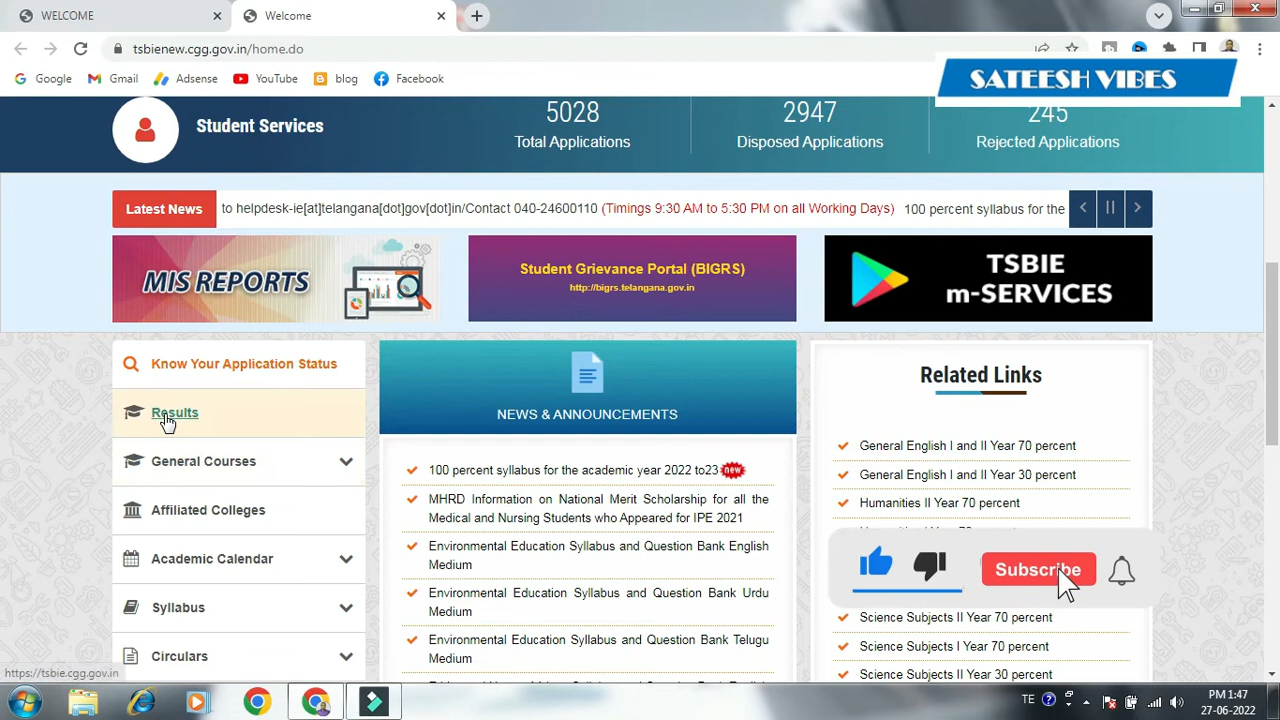 WELCOME
Welcome
tsbienew.cgg.gov.in/home.do
Google
Gmail
Adsense
YouTube
blog
Facebook
SATEESH VIBES
Student Services
5028
Total Applications
2947
Disposed Applications
245
Rejected Applications
Latest News
to helpdesk-ie[at]telangana[dot]gov[dot]in/Contact 040-24600110 (Timings 9:30 AM to 5:30 PM on all Working Days) 100 percent syllabus for the
MIS REPORTS
Student Grievance Portal (BIGRS)
http://bigrs.telangana.gov.in
TSBIE
m-SERVICES
Know Your Application Status
Results
General Courses
Affiliated Colleges
Academic Calendar
Syllabus
Circulars
NEWS & ANNOUNCEMENTS
100 percent syllabus for the academic year 2022 to23 new
MHRD Information on National Merit Scholarship for all the
Medical and Nursing Students who Appeared for IPE 2021
Environmental Education Syllabus and Question Bank English
Medium
Environmental Education Syllabus and Question Bank Urdu
Medium
Environmental Education Syllabus and Question Bank Telugu
Medium
Related Links
General English I and II Year 70 percent
General English I and II Year 30 percent
Humanities II Year 70 percent
Subscribe
Science Subjects II Year 70 percent
Science Subjects I Year 70 percent
Science Subjects II Year 30 percent
https://tsbie.cgg.gov.in
TE
PM 1:47
27-06-2022